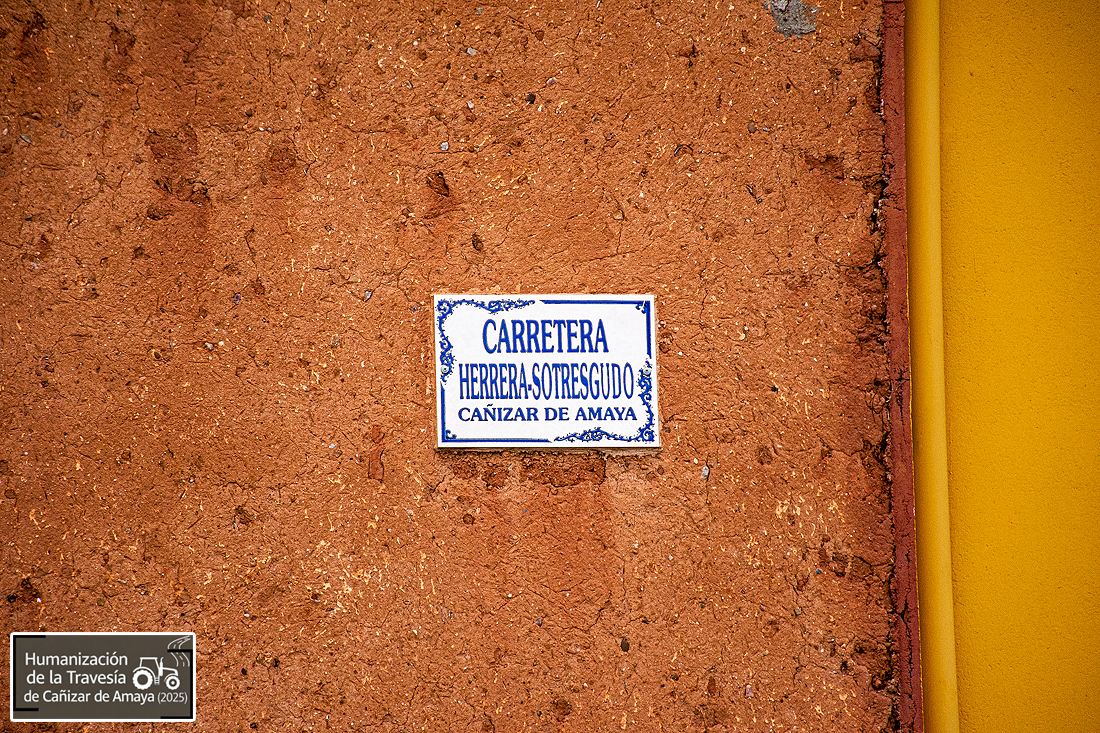 CARRETERA
HERRERA-SOTRESGUDO
CAÑIZAR DE AMAYA
Humanización
de la Travesía
de Cañizar de Amaya (2025)